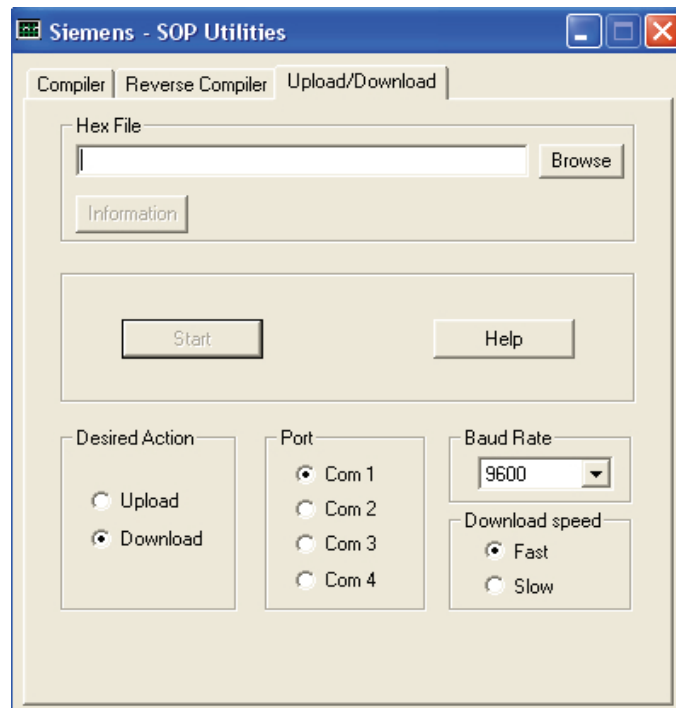 Siemens - SOP Utilities
Compiler Reverse Compiler Upload/Download
Hex File
Browse
Information
Start Help
Desired Action
Upload
Download
Port
Com 1
Com 2
Com 3
Com 4
Baud Rate
9600
Download speed
Fast
Slow